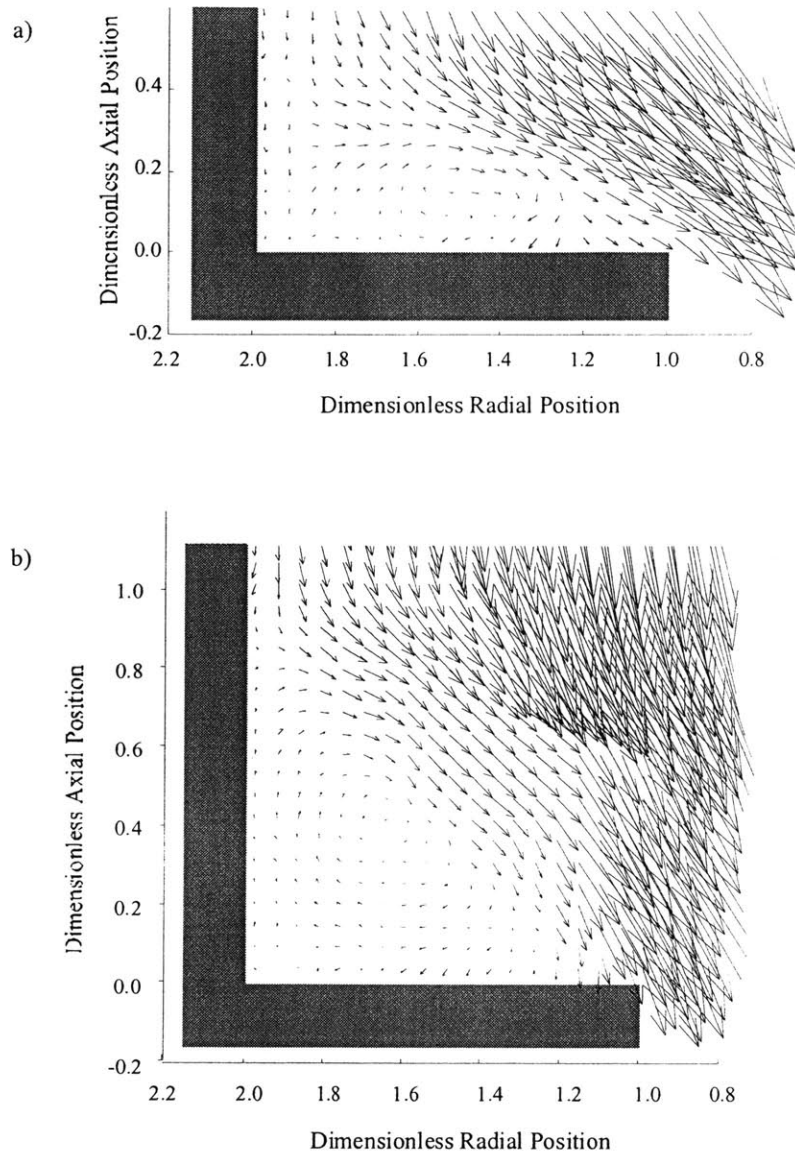 a)
Dimensionless Axial Position
0.4
0.2
0.0
-0.2
2.2 2.0 1.8 1.6 1.4 1.2 1.0 0.8
Dimensionless Radial Position
b)
Dimensionless Axial Position
1.0
0.8
0.6
0.4
0.2
0.0
-0.2
2.2 2.0 1.8 1.6 1.4 1.2 1.0 0.8
Dimensionless Radial Position